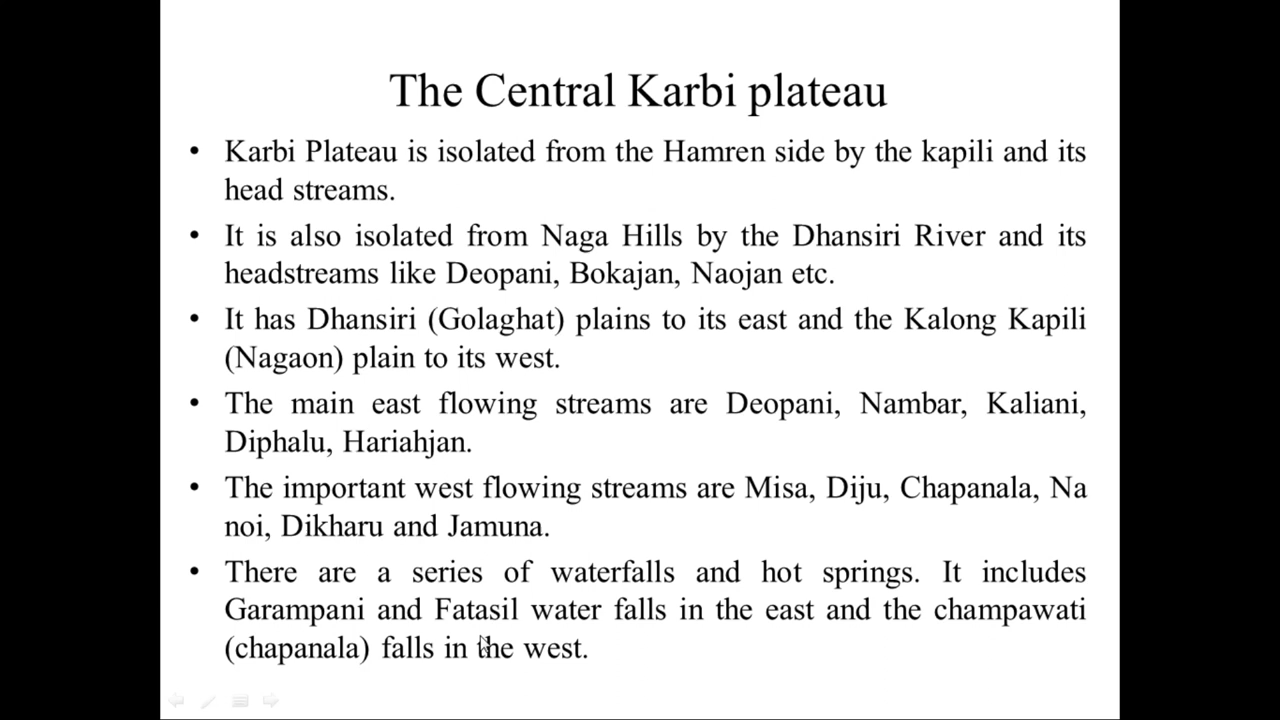 The Central Karbi plateau
• Karbi Plateau is isolated from the Hamren side by the kapili and its
head streams.
• It is also isolated from Naga Hills by the Dhansiri River and its
headstreams like Deopani, Bokajan, Naojan etc.
• It has Dhansiri (Golaghat) plains to its east and the Kalong Kapili
(Nagaon) plain to its west.
• The main east flowing streams are Deopani, Nambar, Kaliani,
Diphalu, Hariahjan.
• The important west flowing streams are Misa, Diju, Chapanala, Na
noi, Dikharu and Jamuna.
• There are a series of waterfalls and hot springs. It includes
Garampani and Fatasil water falls in the east and the champawati
(chapanala) falls in the west.